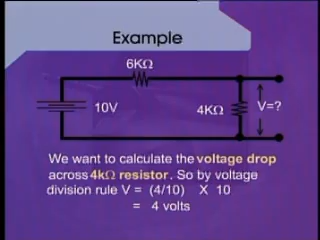 Example
6KΩ
10V
4KΩ
V=?
We want to calculate the voltage drop
across 4kΩ resistor. So by voltage
division rule V = (4/10) X 10
= 4 volts